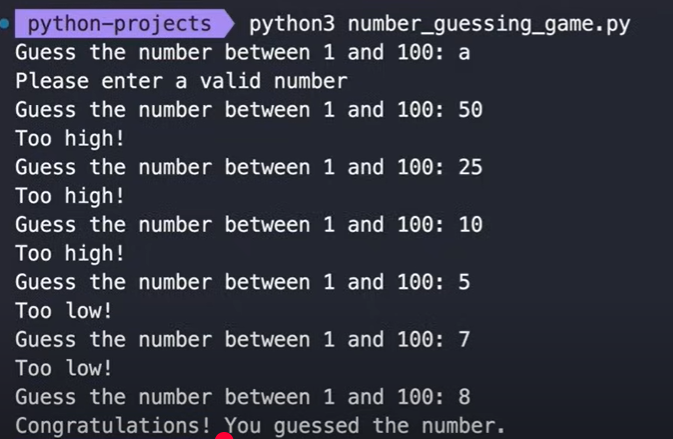 python-projects python3 number_guessing_game.py
Guess the number between 1 and 100: a
Please enter a valid number
Guess the number between 1 and 100: 50
Too high!
Guess the number between 1 and 100: 25
Too high!
Guess the number between 1 and 100: 10
Too high!
Guess the number between 1 and 100: 5
Too low!
Guess the number between 1 and 100: 7
Too low!
Guess the number between 1 and 100: 8
Congratulations! You guessed the number.